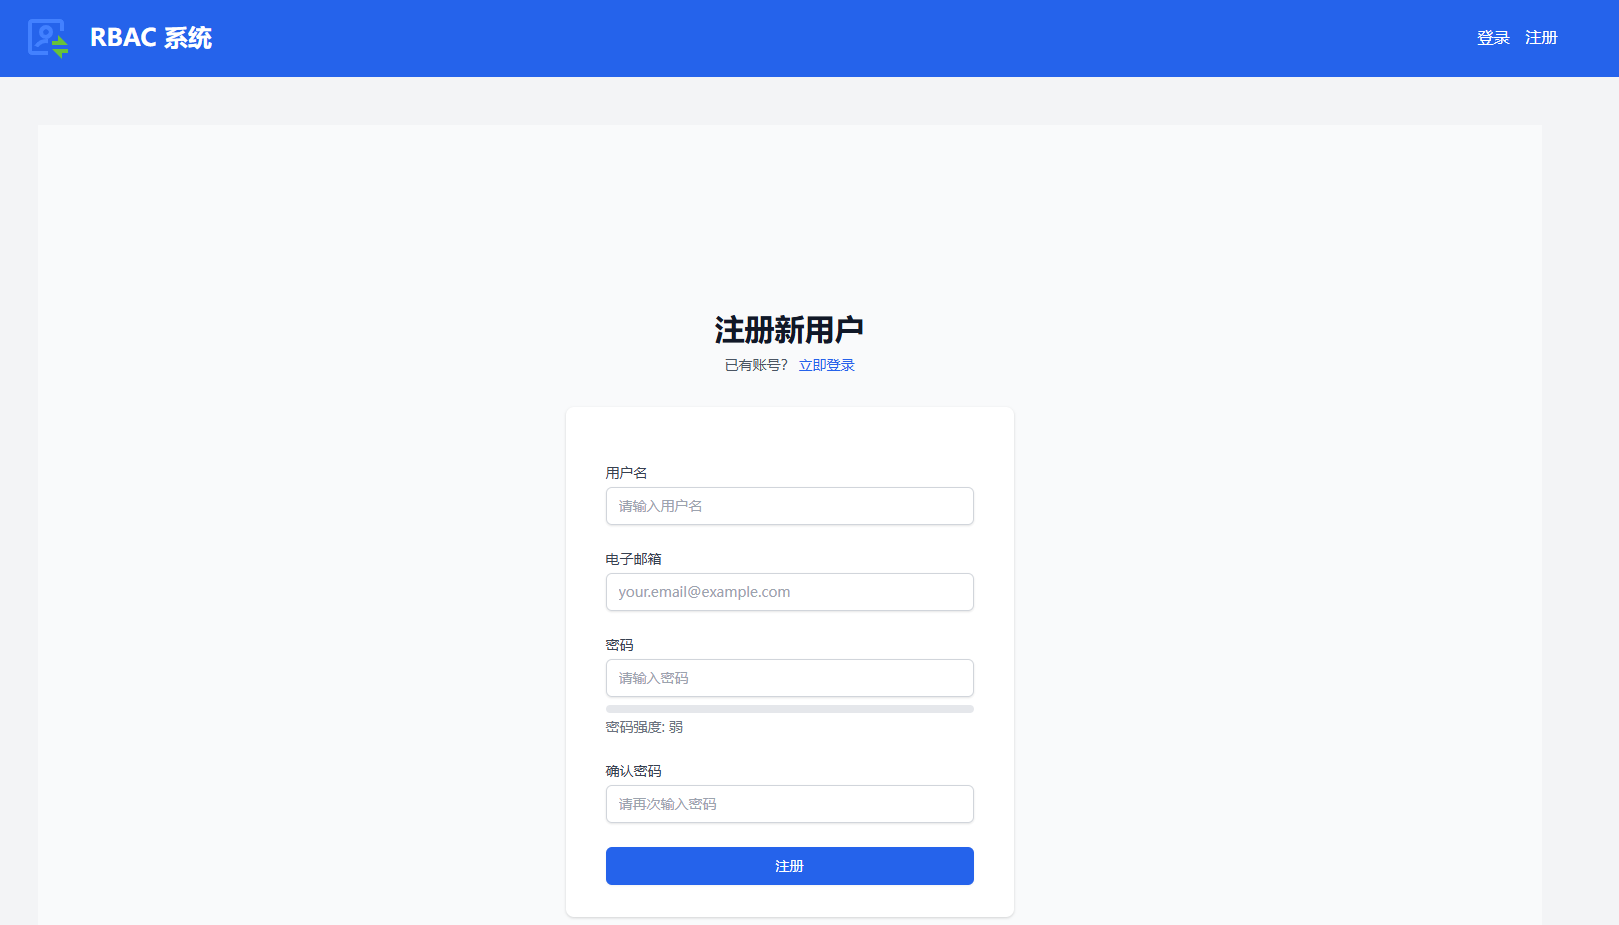 RBAC 系统
登录 注册
注册新用户
已有账号? 立即登录
用户名
请输入用户名
电子邮箱
your.email@example.com
密码
请输入密码
密码强度: 弱
确认密码
请再次输入密码
注册